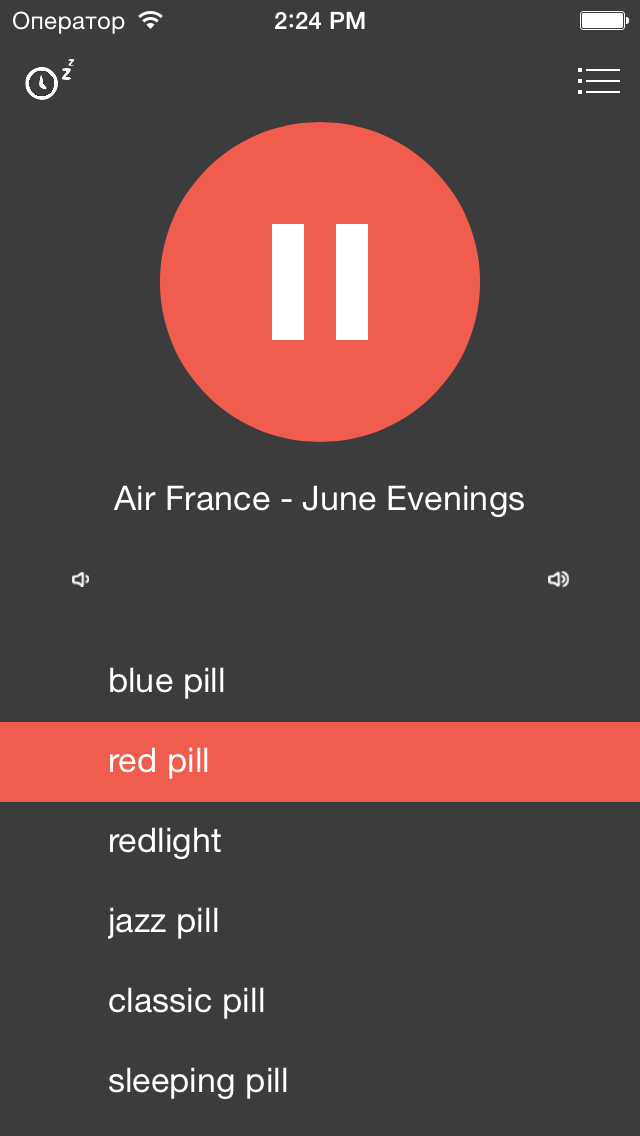 Оператор 2:24 PM
z
z
Air France - June Evenings
blue pill
red pill
redlight
jazz pill
classic pill
sleeping pill